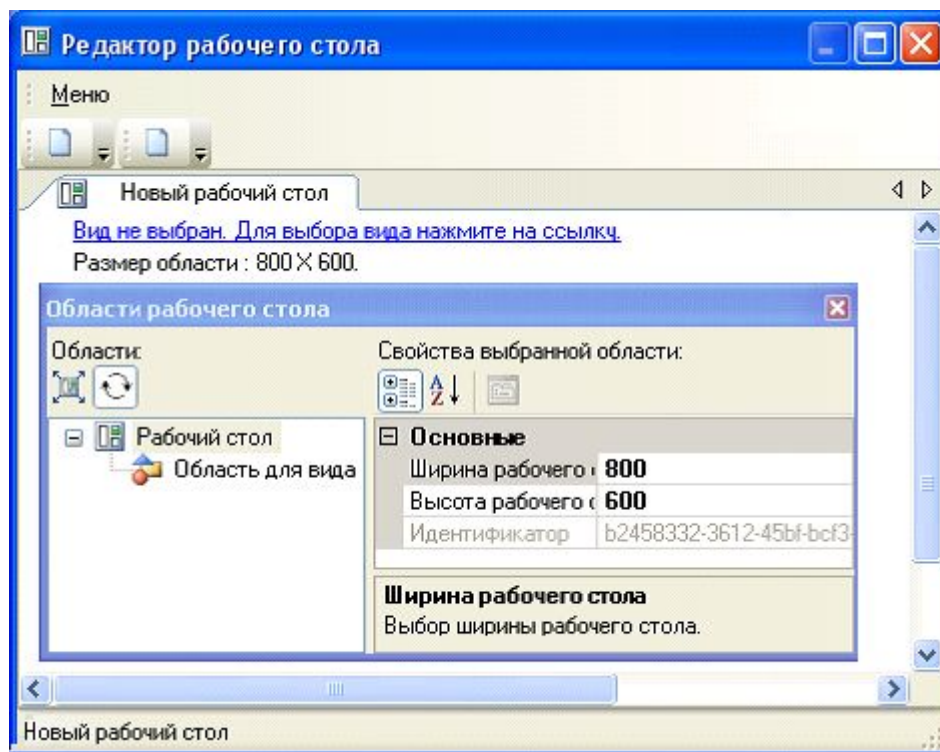 Редактор рабочего стола
Меню
Новый рабочий стол
Вид не выбран. Для выбора вида нажмите на ссылку.
Размер области : 800 X 600.
Области рабочего стола
Области:
Свойства выбранной области:
Рабочий стол
Область для вида
Основные
Ширина рабочего 800
Высота рабочего 600
Идентификатор b2458332-3612-45bf-bcf3-
Ширина рабочего стола
Выбор ширины рабочего стола.
Новый рабочий стол